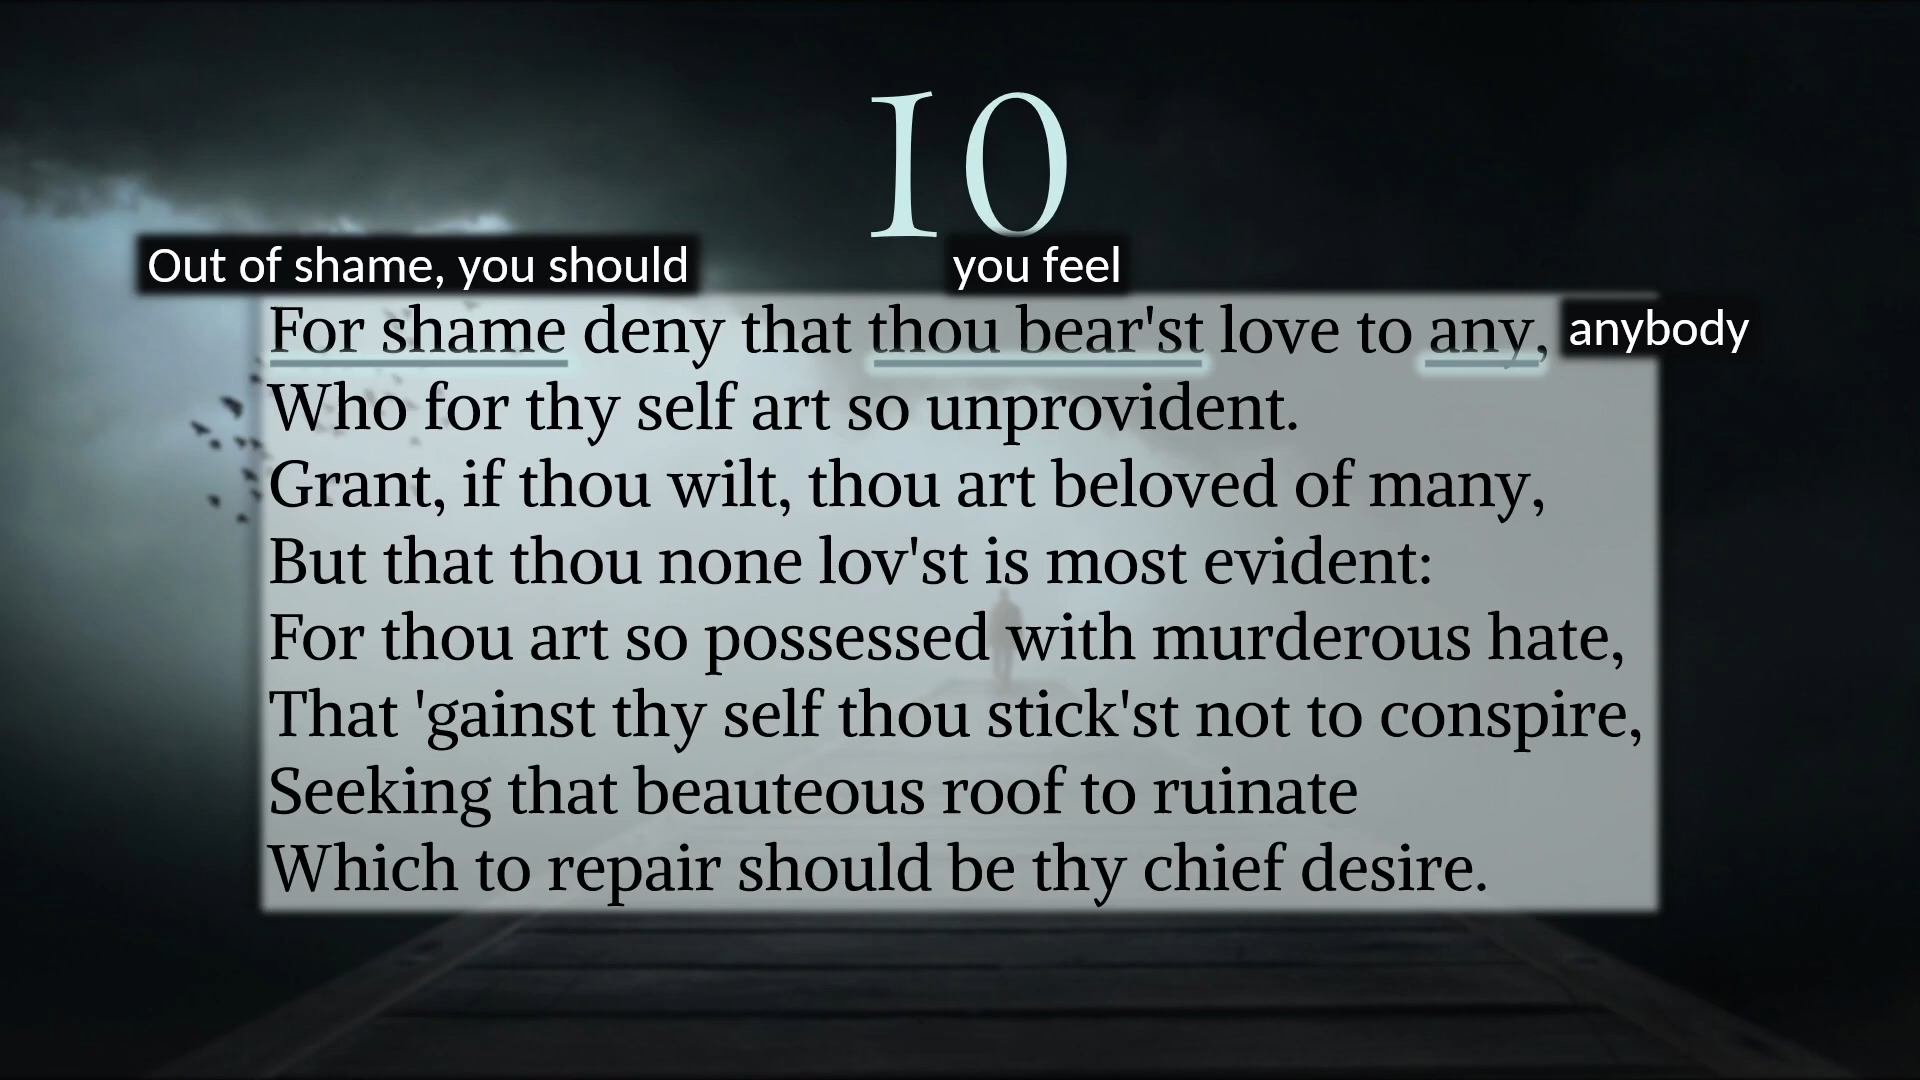 10
Out of shame, you should you feel
For shame deny that thou bear'st love to any, anybody
Who for thy self art so unprovident.
Grant, if thou wilt, thou art beloved of many,
But that thou none lov'st is most evident:
For thou art so possessed with murderous hate,
That 'gainst thy self thou stick'st not to conspire,
Seeking that beauteous roof to ruinate
Which to repair should be thy chief desire.